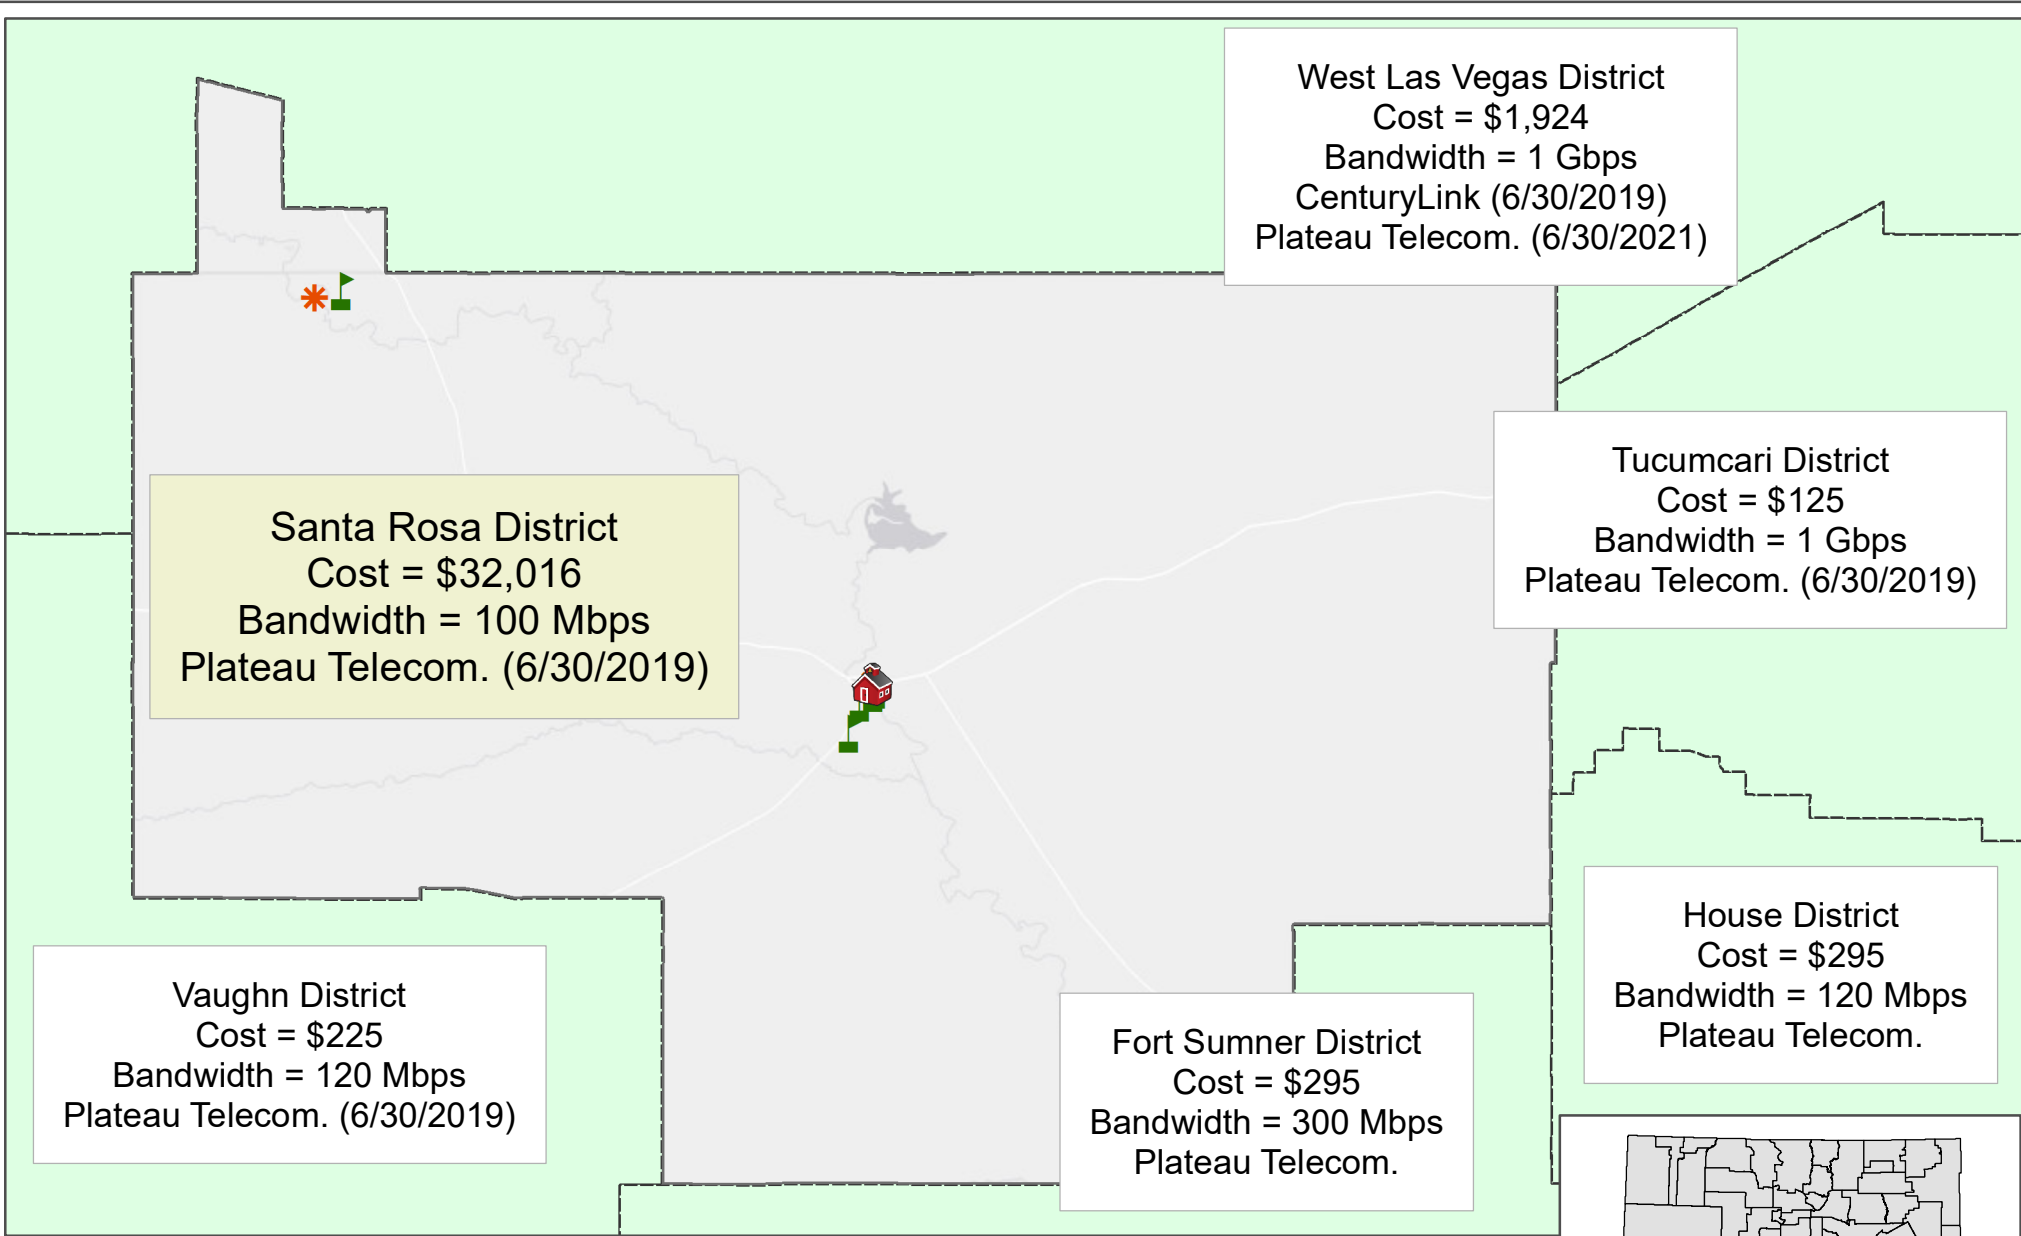 West Las Vegas District
Cost = $1,924
Bandwidth = 1 Gbps
CenturyLink (6/30/2019)
Plateau Telecom. (6/30/2021)
Tucumcari District
Cost = $125
Bandwidth = 1 Gbps
Plateau Telecom. (6/30/2019)
Santa Rosa District
Cost = $32,016
Bandwidth = 100 Mbps
Plateau Telecom. (6/30/2019)
House District
Cost = $295
Bandwidth = 120 Mbps
Plateau Telecom.
Vaughn District
Cost = $225
Bandwidth = 120 Mbps
Plateau Telecom. (6/30/2019)
Fort Sumner District
Cost = $295
Bandwidth = 300 Mbps
Plateau Telecom.